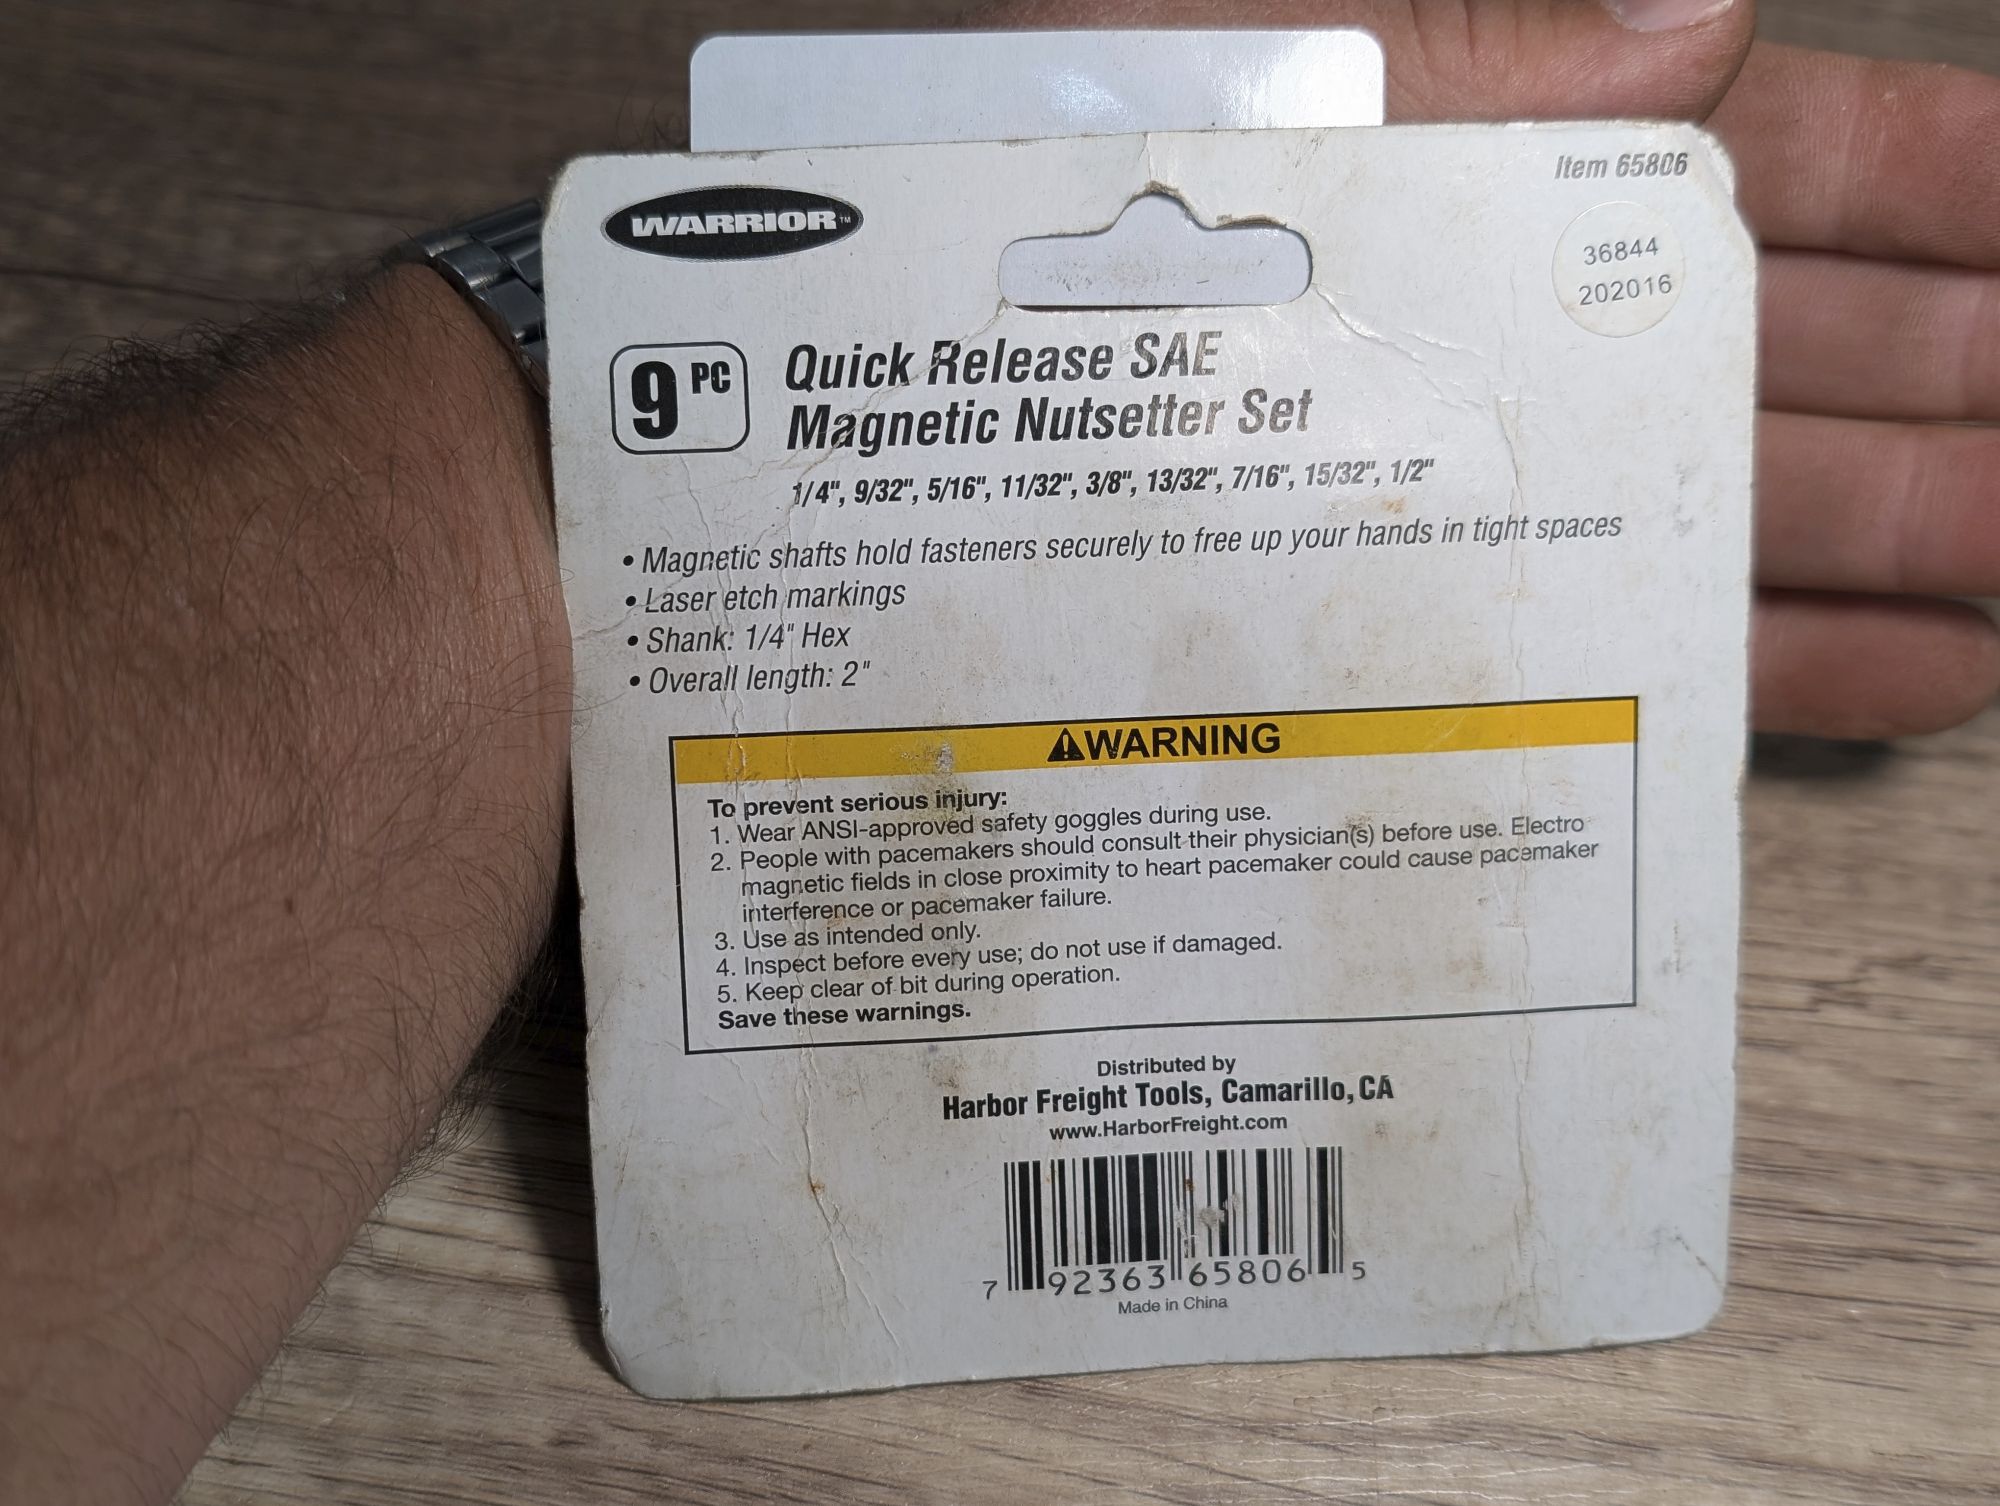 Item 65806
WARRIOR™
36844
202016
9 PC
Quick Release SAE
Magnetic Nutsetter Set
1/4", 9/32", 5/16", 11/32", 3/8", 13/32", 7/16", 15/32", 1/2"
• Magnetic shafts hold fasteners securely to free up your hands in tight spaces
• Laser etch markings
• Shank: 1/4" Hex
• Overall length: 2"
⚠WARNING
To prevent serious injury:
1. Wear ANSI-approved safety goggles during use.
2. People with pacemakers should consult their physician(s) before use. Electro
magnetic fields in close proximity to heart pacemaker could cause pacemaker
interference or pacemaker failure.
3. Use as intended only.
4. Inspect before every use; do not use if damaged.
5. Keep clear of bit during operation.
Save these warnings.
Distributed by
Harbor Freight Tools, Camarillo, CA
www.HarborFreight.com
7 92363 65806 5
Made in China